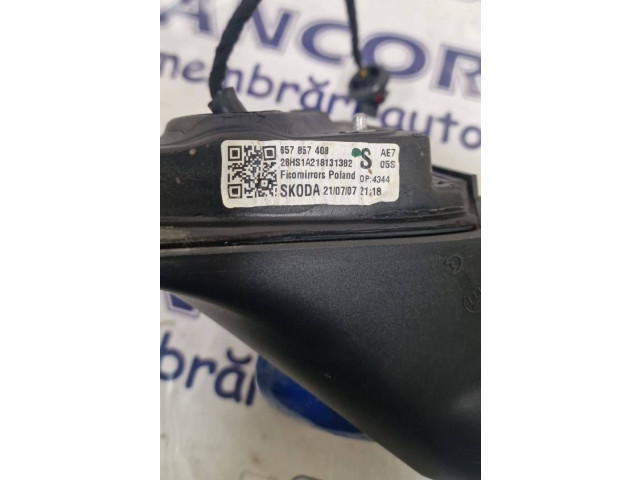 ANCOR
membrări auto
657 857 408
28HS1A218131382
Ficomirrors Poland
SKODA 21/07/07 21:18
S
AE7
05S
OP:4344
membrăi